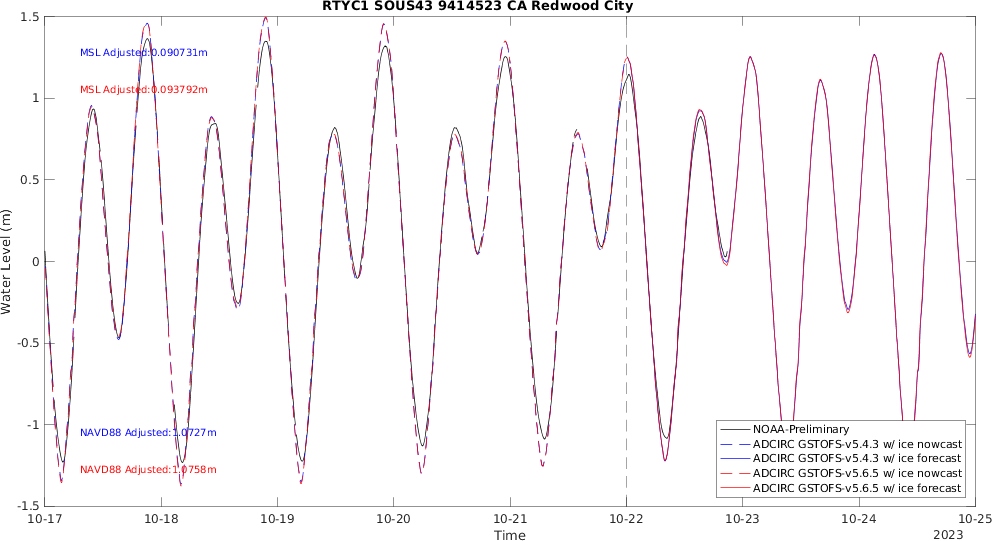 RTYC1 SOUS43 9414523 CA Redwood City
1.5
1
0.5
0
-0.5
-1
-1.5
Water Level (m)
MSL Adjusted:0.090731m
MSL Adjusted:0.093792m
NAVD88 Adjusted:1.0727m
NAVD88 Adjusted:1.0758m
NOAA-Preliminary
ADCIRC GSTOFS-v5.4.3 w/ ice nowcast
ADCIRC GSTOFS-v5.4.3 w/ ice forecast
ADCIRC GSTOFS-v5.6.5 w/ ice nowcast
ADCIRC GSTOFS-v5.6.5 w/ ice forecast
10-17 10-18 10-19 10-20 10-21 10-22 10-23 10-24 10-25
Time
2023